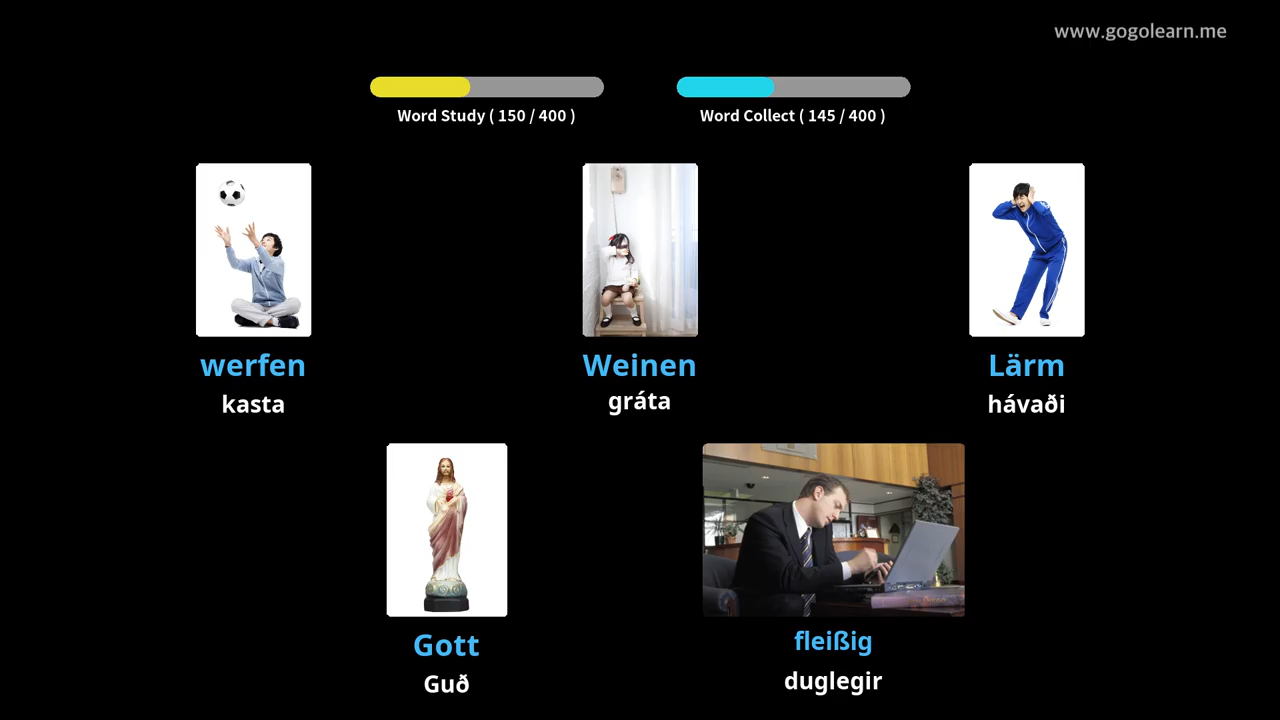 www.gogolearn.me
Word Study ( 150 / 400 )
Word Collect ( 145 / 400 )
werfen
kasta
Weinen
gráta
Lärm
hávaði
Gott
Guð
fleißig
duglegir